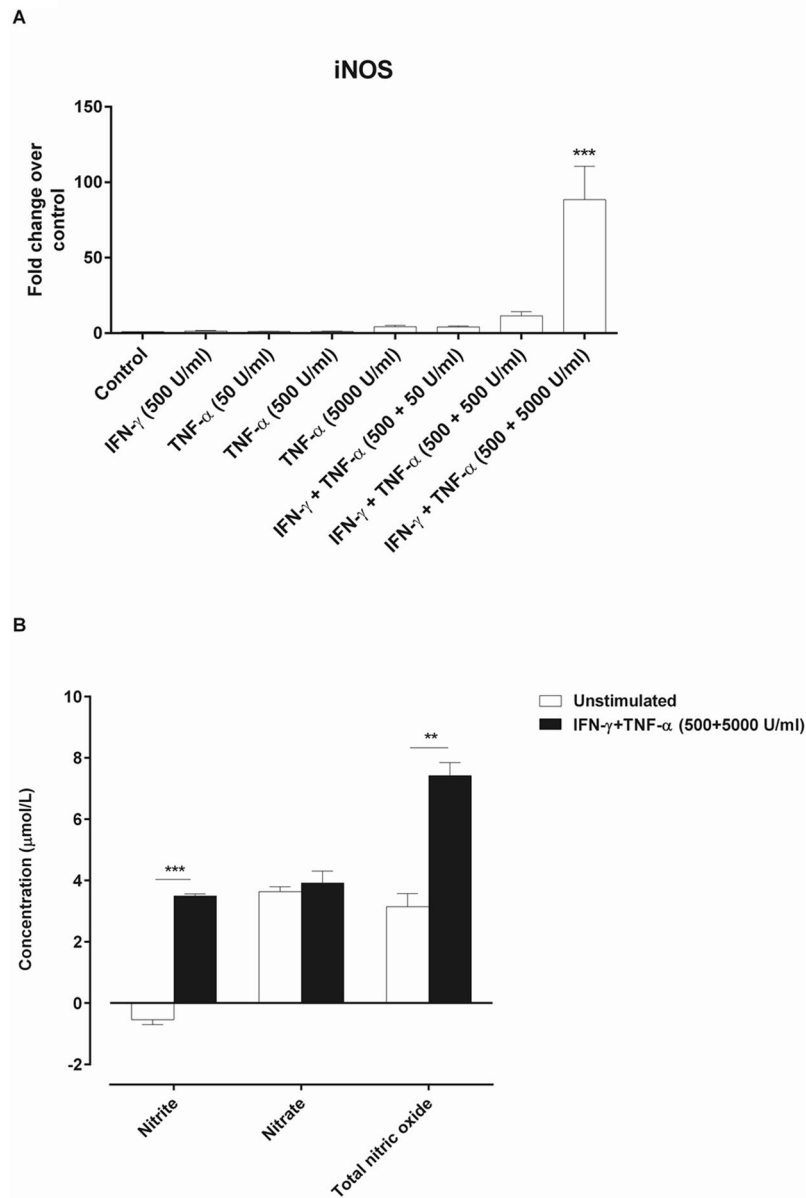 A
iNOS
Fold change over
control
150
100
50
0
***
Control
IFN-γ (500 U/ml)
TNF-α (50 U/ml)
TNF-α (500 U/ml)
TNF-α (5000 U/ml)
IFN-γ + TNF-α (500 + 50 U/ml)
IFN-γ + TNF-α (500 + 500 U/ml)
IFN-γ + TNF-α (500 + 5000 U/ml)
B
Concentration (μmol/L)
10
8
6
4
2
0
-2
***
**
Nitrite
Nitrate
Total nitric oxide
Unstimulated
IFN-γ+TNF-α (500+5000 U/ml)